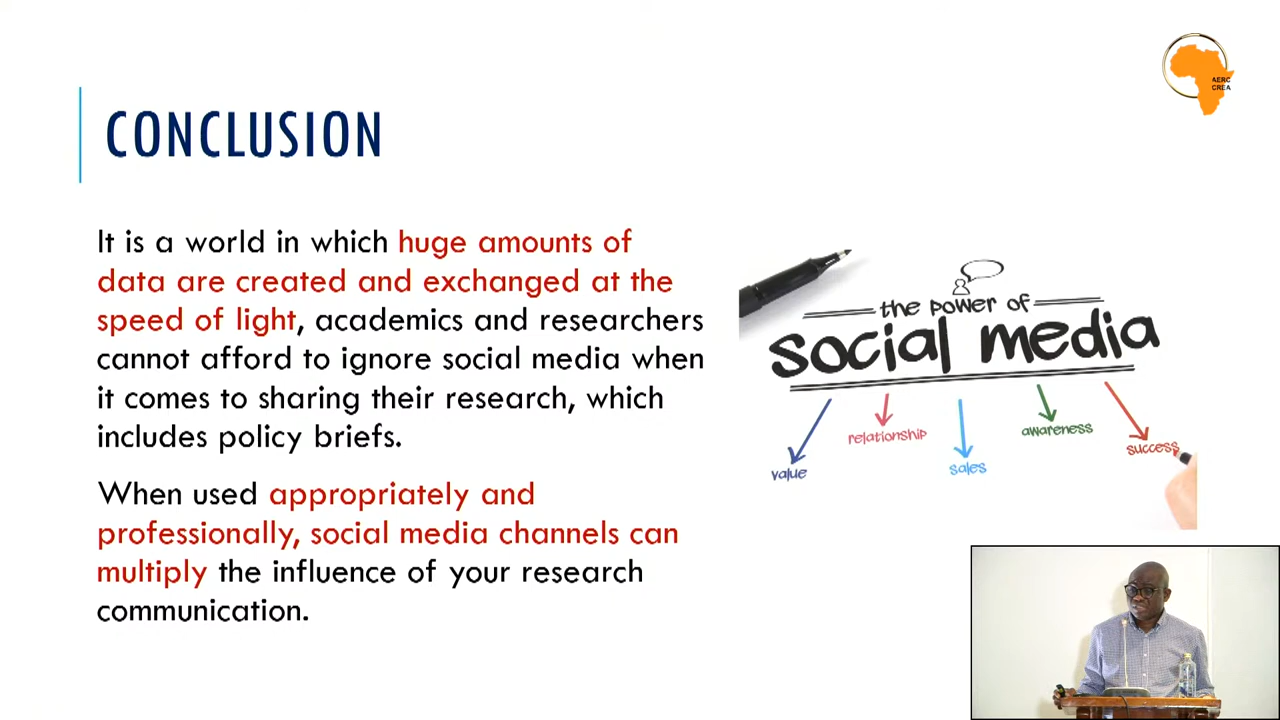 AERC
CREA
CONCLUSION
It is a world in which huge amounts of
data are created and exchanged at the
speed of light, academics and researchers
cannot afford to ignore social media when
it comes to sharing their research, which
includes policy briefs.
When used appropriately and
professionally, social media channels can
multiply the influence of your research
communication.
the power of
social media
value
relationship
sales
awareness
success